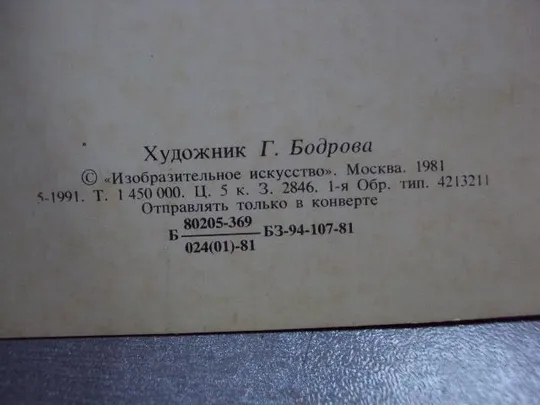 Художник Г. Бодрова
© «Изобразительное искусство». Москва. 1981
5-1991. Т. 1 450 000. Ц. 5 к. З. 2846. 1-я Обр. тип. 4213211
Отправлять только в конверте
80205-369
Б БЗ-94-107-81
024(01)-81